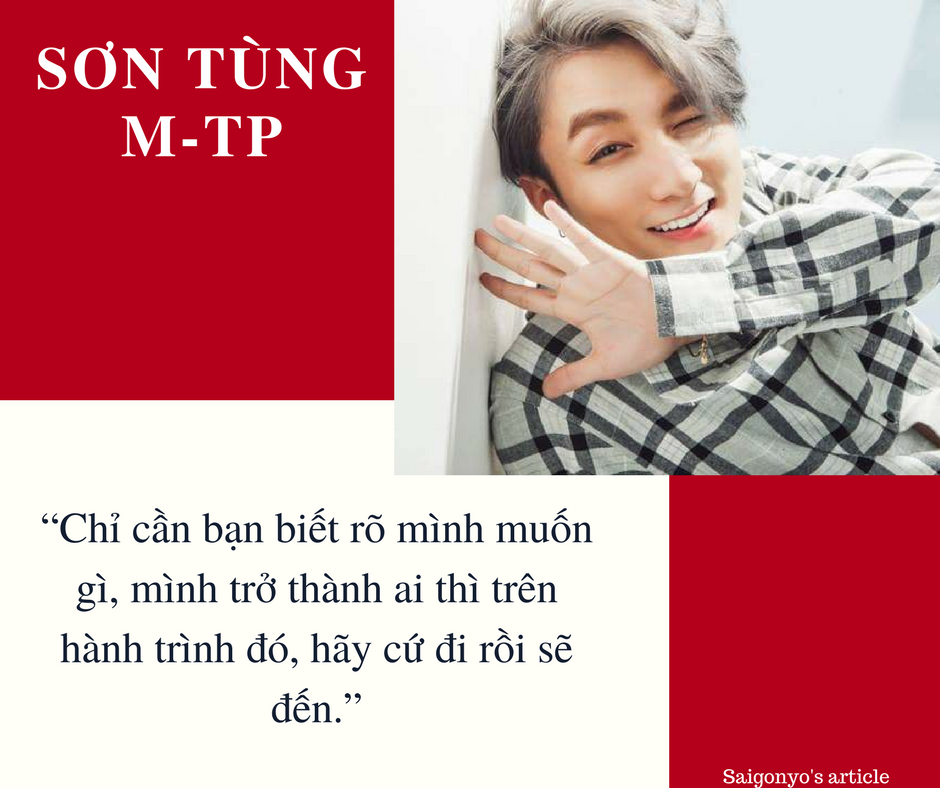 SƠN TÙNG
M-TP
“Chỉ cần bạn biết rõ mình muốn
gì, mình trở thành ai thì trên
hành trình đó, hãy cứ đi rồi sẽ
đến.”
Saigonyo's article